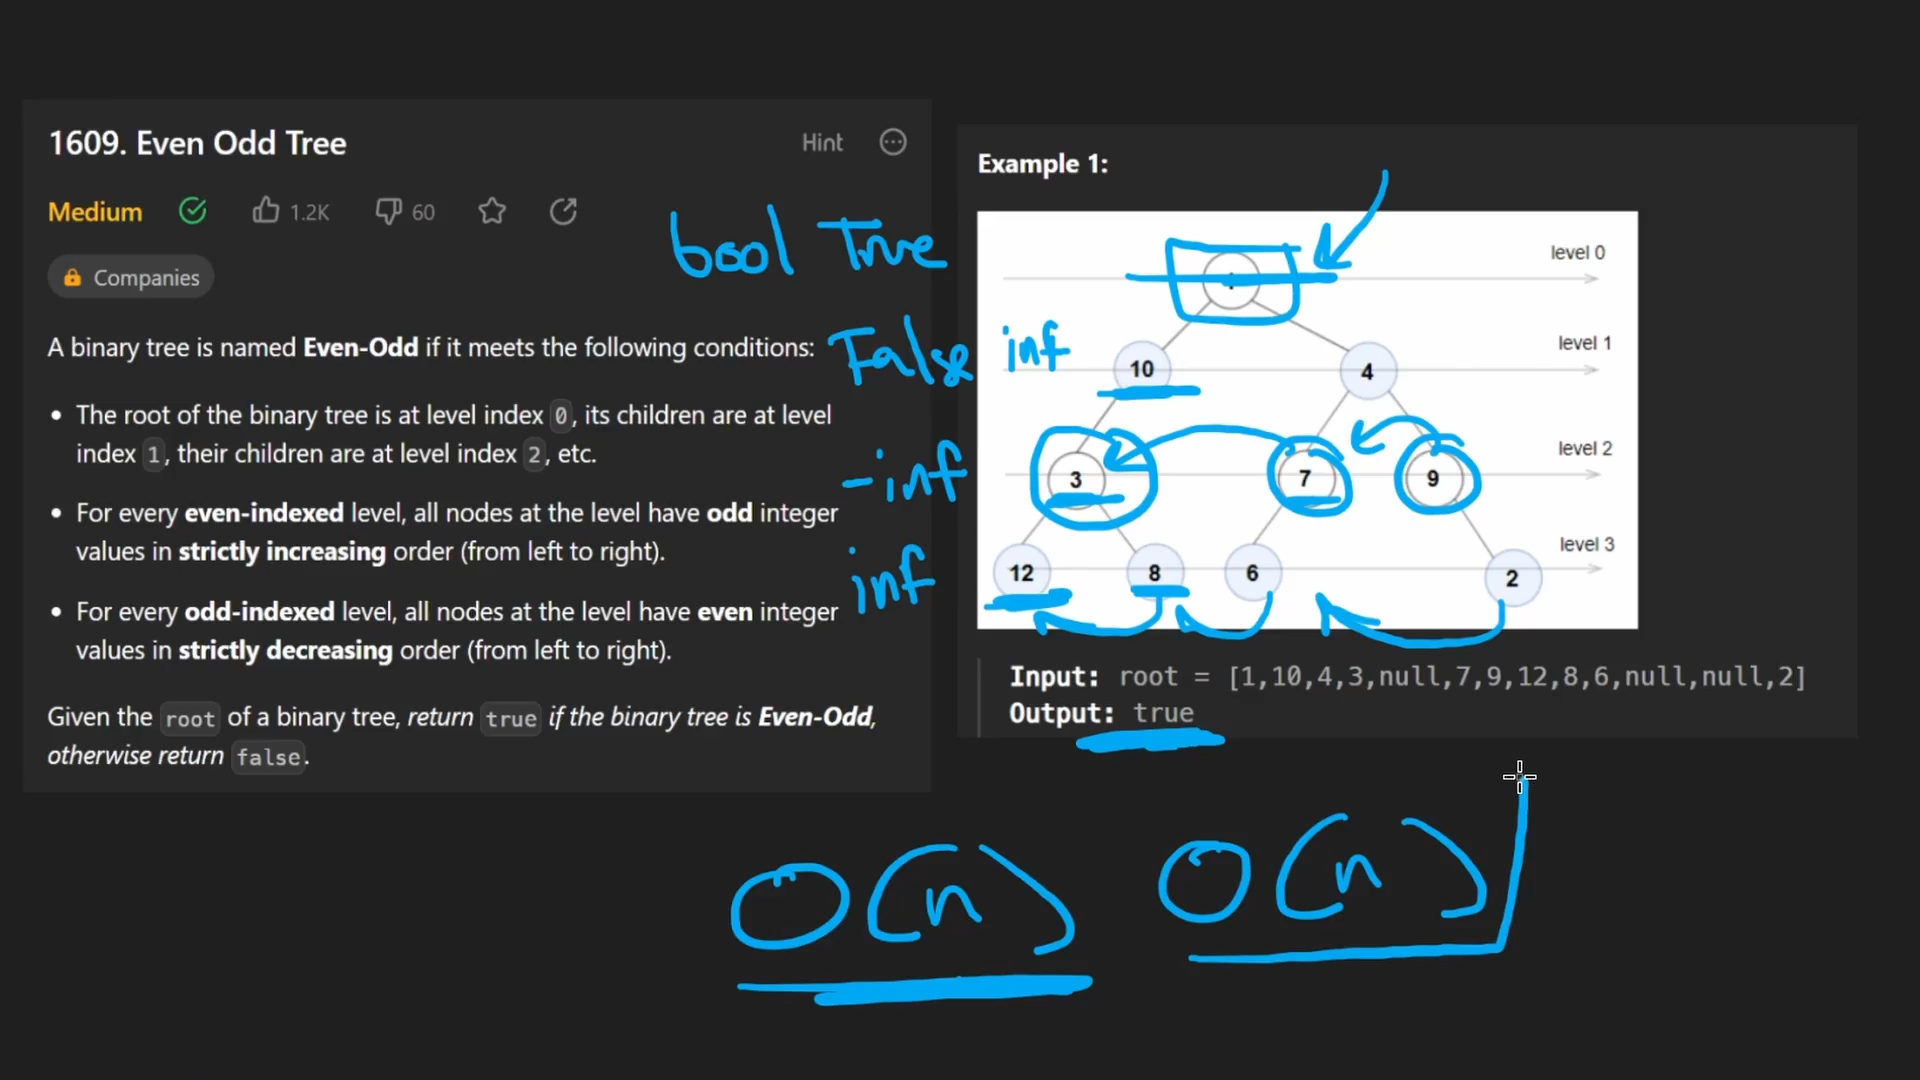 1609. Even Odd Tree
Hint
Medium
1.2K
60
Companies
A binary tree is named Even-Odd if it meets the following conditions:
• The root of the binary tree is at level index 0, its children are at level
index 1, their children are at level index 2, etc.
• For every even-indexed level, all nodes at the level have odd integer
values in strictly increasing order (from left to right).
• For every odd-indexed level, all nodes at the level have even integer
values in strictly decreasing order (from left to right).
Given the root of a binary tree, return true if the binary tree is Even-Odd,
otherwise return false.
bool True
False
-inf
inf
Example 1:
level 0
inf
level 1
10
4
level 2
3
7
9
level 3
12
8
6
2
Input: root = [1,10,4,3,null,7,9,12,8,6,null,null,2]
Output: true
O(n)
O(n)